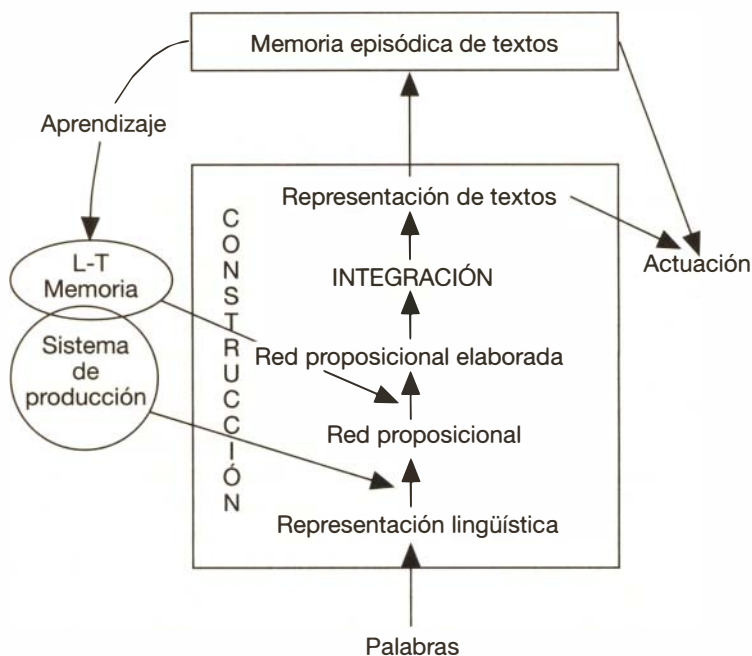 Memoria episódica de textos
Aprendizaje
Representación de textos
CONSTRUCCIÓN
L-T
Memoria
INTEGRACIÓN
Actuación
Sistema
de
producción
Red proposicional elaborada
Red proposicional
Representación lingüística
Palabras